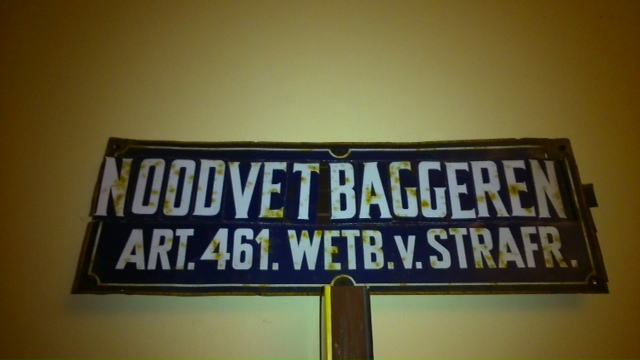 NOODVET BAGGEREN
ART. 461. WETB. v. STRAFR.